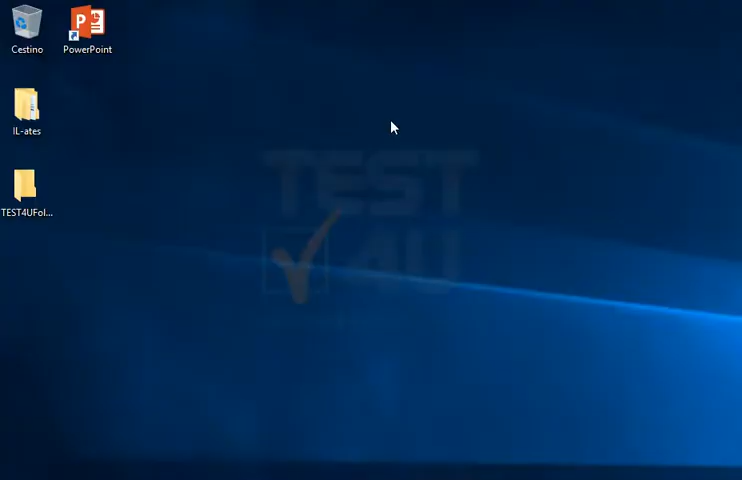 Cestino
PowerPoint
IL-ates
TEST4UFol...
TEST
4U